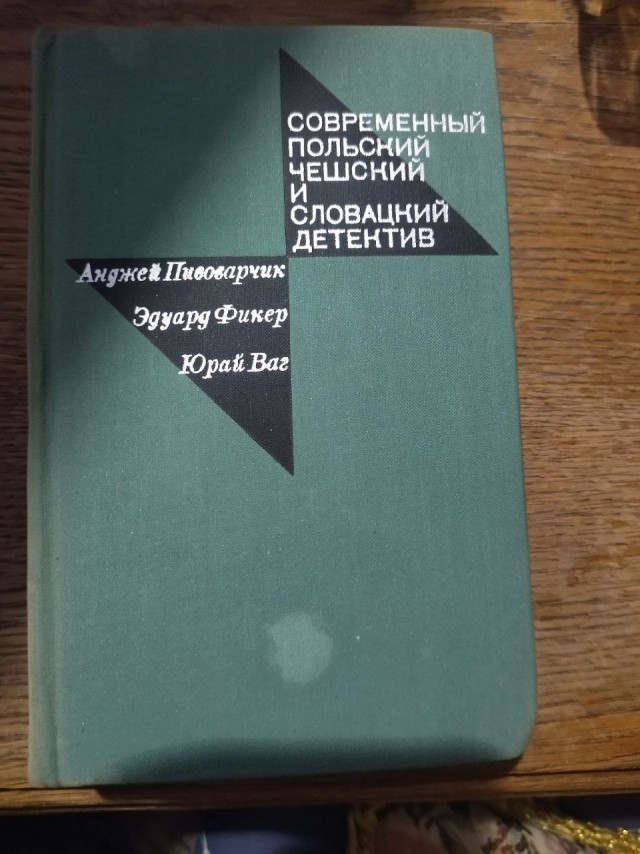 СОВРЕМЕННЫЙ
ПОЛЬСКИЙ
ЧЕШСКИЙ
И
СЛОВАЦКИЙ
ДЕТЕКТИВ
Анджей Пивоварчик
Эдуард Фикер
Юрай Ваг